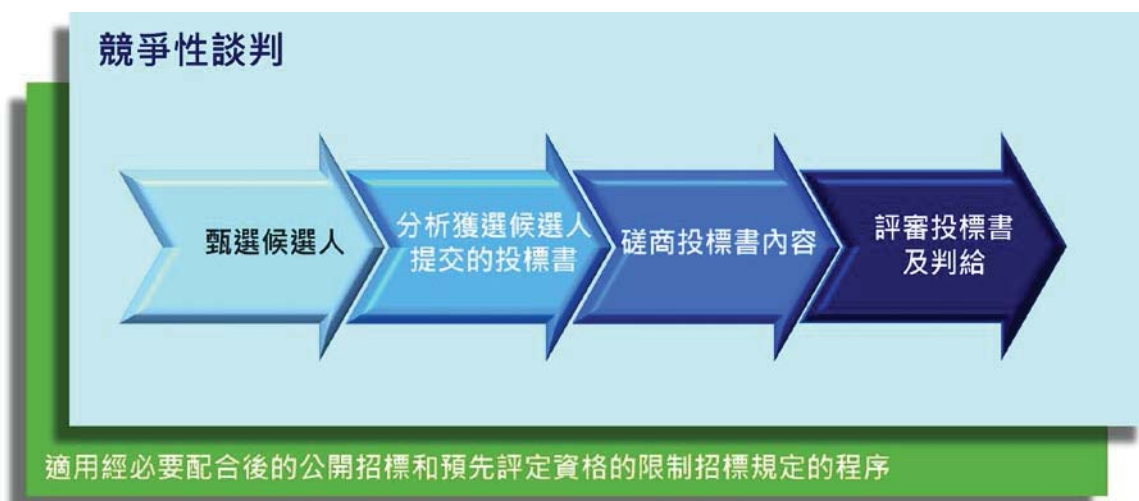 競爭性談判
甄選候選人
分析獲選候選人
提交的投標書
磋商投標書內容
評審投標書
及判給
適用經必要配合後的公開招標和預先評定資格的限制招標規定的程序